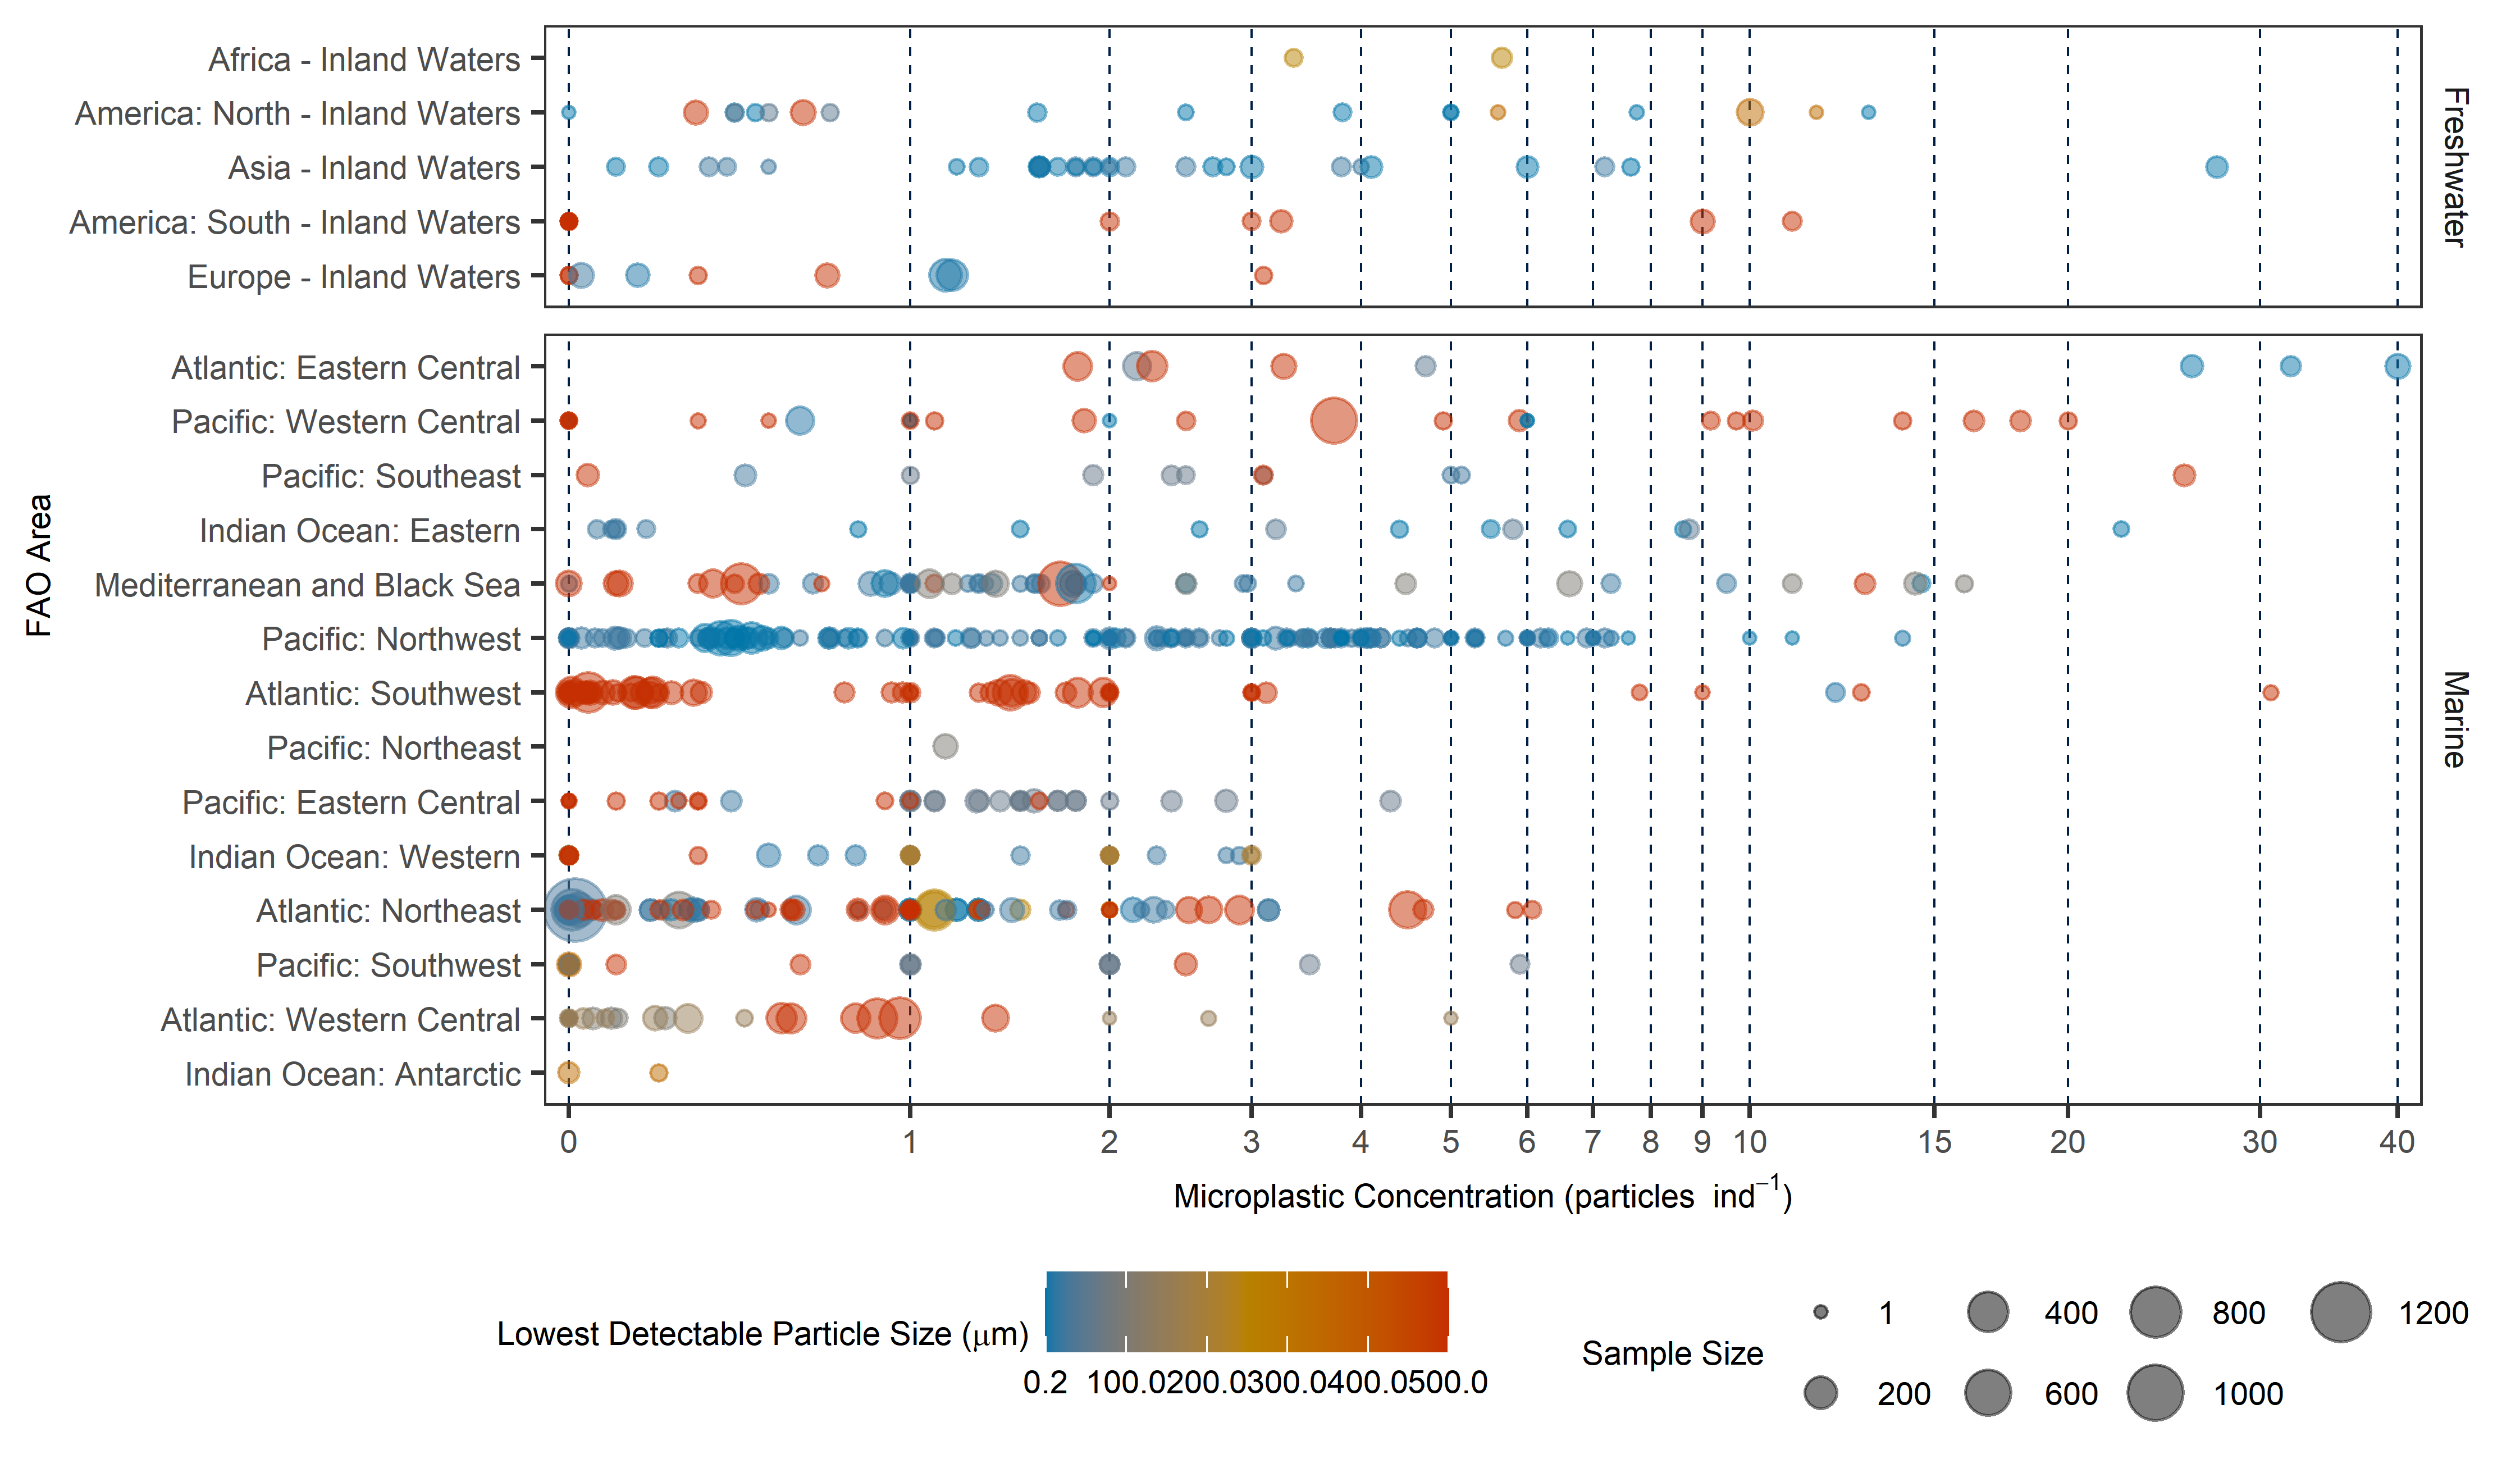 Africa - Inland Waters
America: North - Inland Waters
Asia - Inland Waters
America: South - Inland Waters
Europe - Inland Waters
Freshwater
Atlantic: Eastern Central
Pacific: Western Central
Pacific: Southeast
Indian Ocean: Eastern
Mediterranean and Black Sea
Pacific: Northwest
Atlantic: Southwest
Pacific: Northeast
Pacific: Eastern Central
Indian Ocean: Western
Atlantic: Northeast
Pacific: Southwest
Atlantic: Western Central
Indian Ocean: Antarctic
Marine
FAO Area
0 1 2 3 4 5 6 7 8 9 10 15 20 30 40
Microplastic Concentration (particles ind⁻¹)
Lowest Detectable Particle Size (μm)
0.2 100.0 200.0 300.0 400.0 500.0
Sample Size
1 400 800 1200
200 600 1000